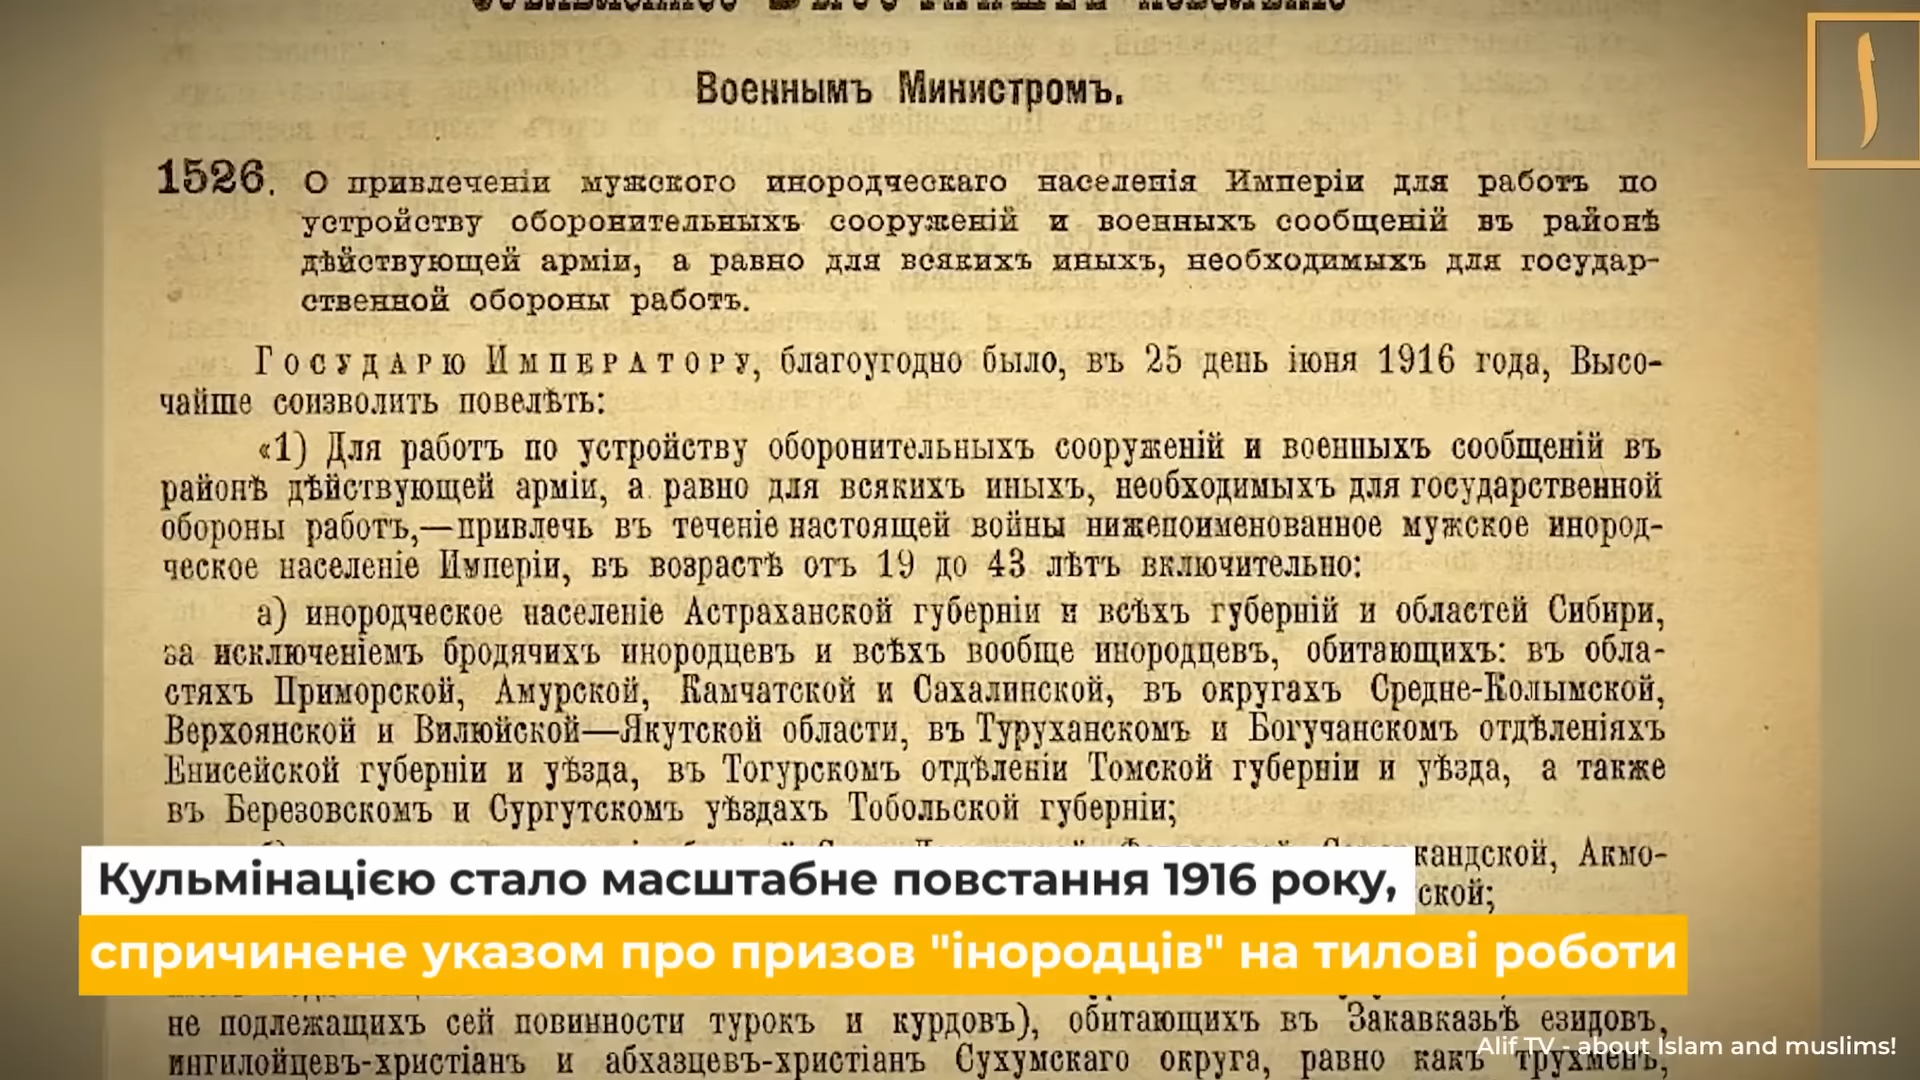 Военнымъ Министромъ.
1526. О привлеченіи мужского инородческаго населенія Имперіи для работъ по
устройству оборонительныхъ сооруженій и военныхъ сообщеній въ районѣ
дѣйствующей арміи, а равно для всякихъ иныхъ, необходимыхъ для государ-
ственной обороны работъ.
Государю Императору, благоугодно было, въ 25 день іюня 1916 года, Высо-
чайше соизволить повелѣть:
«1) Для работъ по устройству оборонительныхъ сооруженій и военныхъ сообщеній въ
районѣ дѣйствующей арміи, а равно для всякихъ иныхъ, необходимыхъ для государственной
обороны работъ,—привлечь въ теченіе настоящей войны нижепоименованное мужское инород-
ческое населеніе Имперіи, въ возрастѣ отъ 19 до 43 лѣтъ включительно:
а) инородческое населеніе Астраханской губерніи и всѣхъ губерній и областей Сибири,
за исключеніемъ бродячихъ инородцевъ и всѣхъ вообще инородцевъ, обитающихъ: въ обла-
стяхъ Приморской, Амурской, Камчатской и Сахалинской, въ округахъ Средне-Колымской,
Верхоянской и Вилюйской—Якутской области, въ Туруханскомъ и Богучанскомъ отдѣленіяхъ
Енисейской губерніи и уѣзда, въ Тогурскомъ отдѣленіи Томской губерніи и уѣзда, а также
въ Березовскомъ и Сургутскомъ уѣздахъ Тобольской губерніи;
кандской, Акмо-
ской;
Кульмінацією стало масштабне повстання 1916 року,
спричинене указом про призов "інородців" на тилові роботи
не подлежащихъ сей повинности турокъ и курдовъ), обитающихъ въ Закавказьѣ езидовъ,
ингилойцевъ-христіанъ и абхазцевъ-христіанъ Сухумскаго округа, равно какъ трухмен,
Alif TV - about Islam and muslims!